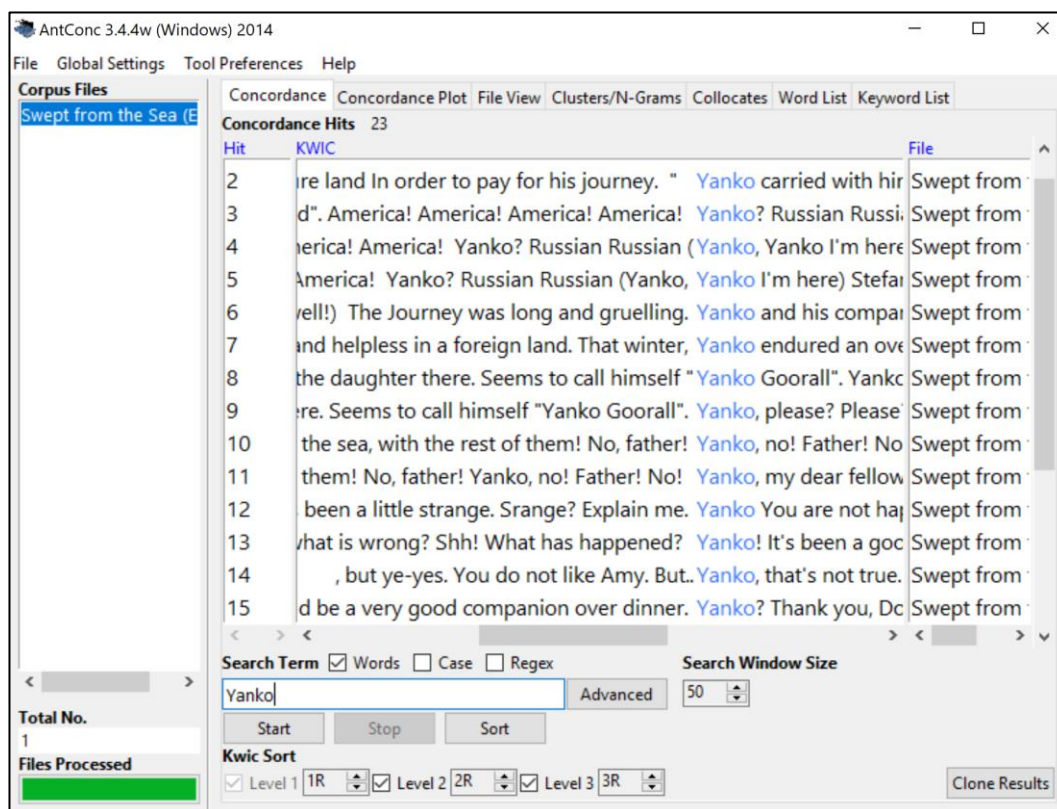 AntConc 3.4.4w (Windows) 2014
File Global Settings Tool Preferences Help
Corpus Files
Swept from the Sea (E
Concordance Concordance Plot File View Clusters/N-Grams Collocates Word List Keyword List
Concordance Hits 23
Hit KWIC File
2 re land In order to pay for his journey. " Yanko carried with hir Swept from
3 d". America! America! America! America! Yanko? Russian Russi Swept from
4 erica! America! Yanko? Russian Russian (Yanko, Yanko I'm here Swept from
5 America! Yanko? Russian Russian (Yanko, Yanko I'm here) Stefar Swept from
6 ell!) The Journey was long and gruelling. Yanko and his compar Swept from
7 and helpless in a foreign land. That winter, Yanko endured an ove Swept from
8 the daughter there. Seems to call himself "Yanko Goorall". Yanko Swept from
9 re. Seems to call himself "Yanko Goorall". Yanko, please? Please Swept from
10 the sea, with the rest of them! No, father! Yanko, no! Father! No Swept from
11 them! No, father! Yanko, no! Father! No! Yanko, my dear fellow Swept from
12 been a little strange. Srange? Explain me. Yanko You are not hap Swept from
13 what is wrong? Shh! What has happened? Yanko! It's been a goo Swept from
14 , but ye-yes. You do not like Amy. But.. Yanko, that's not true. Swept from
15 d be a very good companion over dinner. Yanko? Thank you, Do Swept from
Search Term Words Case Regex Search Window Size
Yanko Advanced 50
Start Stop Sort
Total No.
1
Kwic Sort
Files Processed
Level 1 1R Level 2 2R Level 3 3R Clone Results